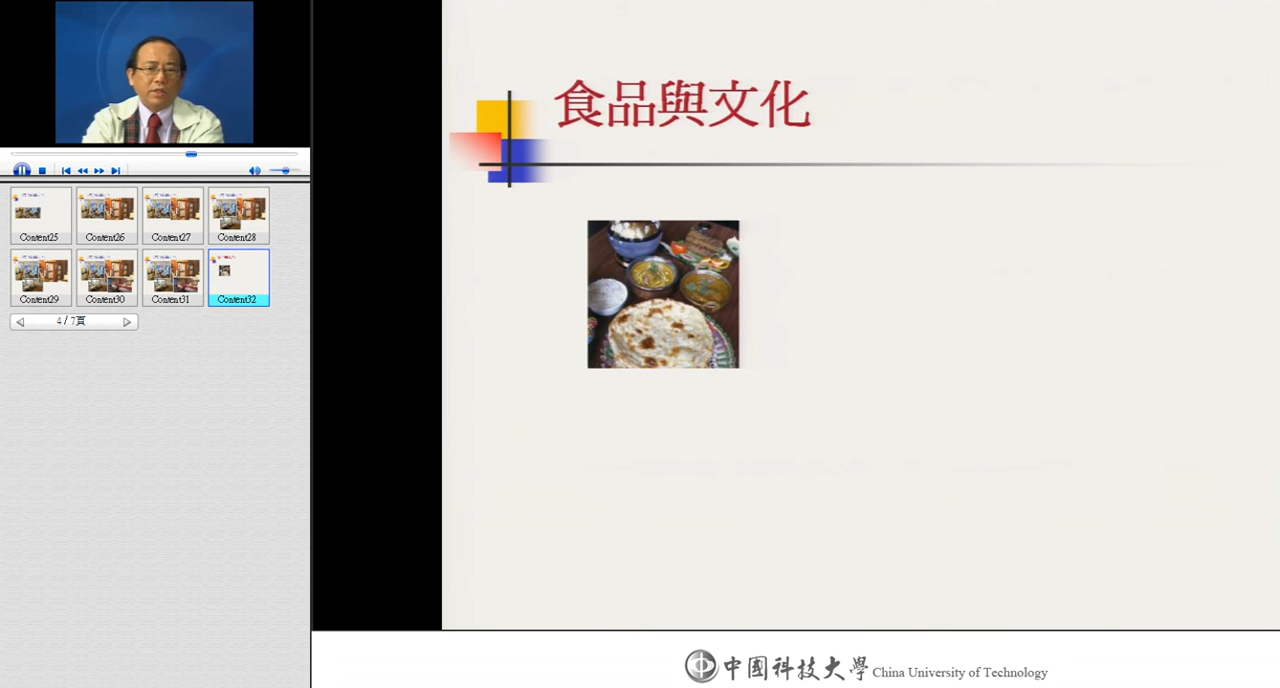 食品與文化
Content25
Content26
Content27
Content28
Content29
Content30
Content31
Content32
4 / 7頁
中國科技大學 China University of Technology